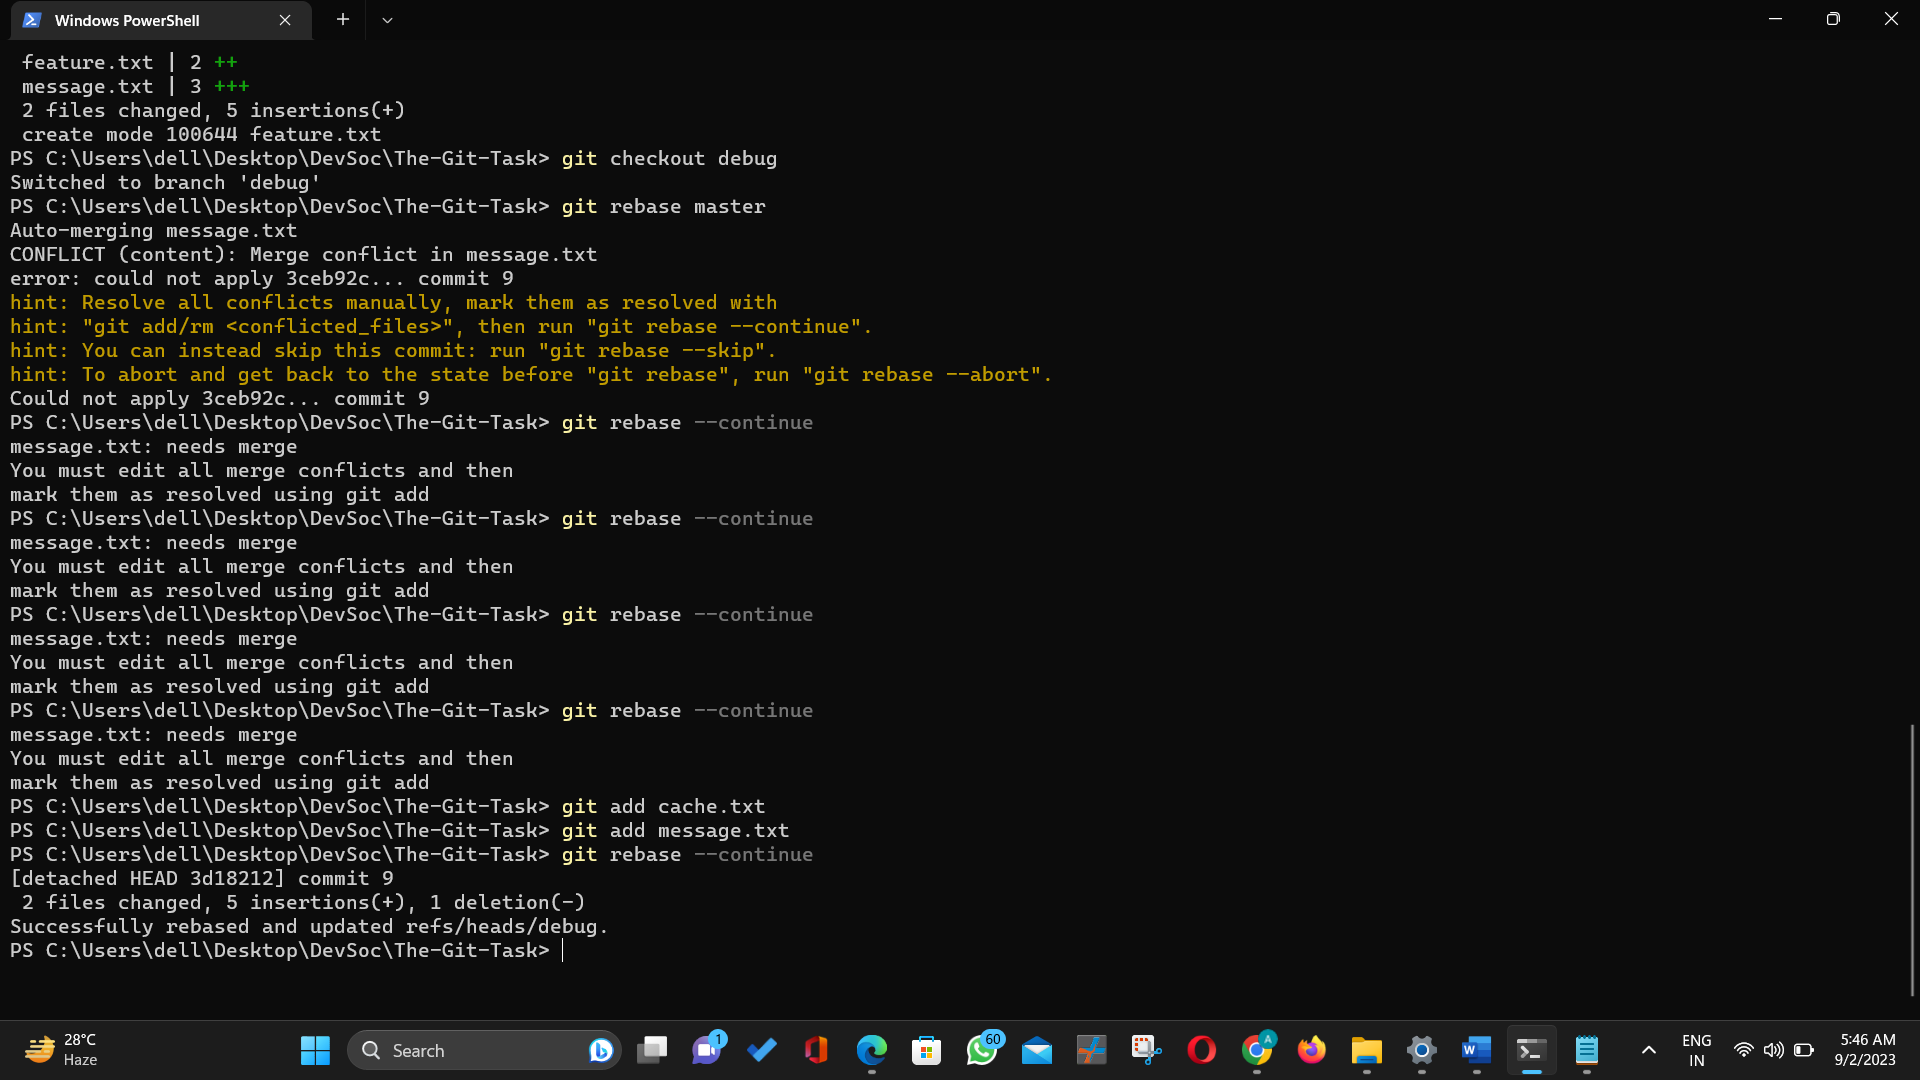 Windows PowerShell
feature.txt | 2 ++
message.txt | 3 +++
2 files changed, 5 insertions(+)
create mode 100644 feature.txt
PS C:\Users\dell\Desktop\DevSoc\The-Git-Task> git checkout debug
Switched to branch 'debug'
PS C:\Users\dell\Desktop\DevSoc\The-Git-Task> git rebase master
Auto-merging message.txt
CONFLICT (content): Merge conflict in message.txt
error: could not apply 3ceb92c... commit 9
hint: Resolve all conflicts manually, mark them as resolved with
hint: "git add/rm <conflicted_files>", then run "git rebase --continue".
hint: You can instead skip this commit: run "git rebase --skip".
hint: To abort and get back to the state before "git rebase", run "git rebase --abort".
Could not apply 3ceb92c... commit 9
PS C:\Users\dell\Desktop\DevSoc\The-Git-Task> git rebase --continue
message.txt: needs merge
You must edit all merge conflicts and then
mark them as resolved using git add
PS C:\Users\dell\Desktop\DevSoc\The-Git-Task> git rebase --continue
message.txt: needs merge
You must edit all merge conflicts and then
mark them as resolved using git add
PS C:\Users\dell\Desktop\DevSoc\The-Git-Task> git rebase --continue
message.txt: needs merge
You must edit all merge conflicts and then
mark them as resolved using git add
PS C:\Users\dell\Desktop\DevSoc\The-Git-Task> git rebase --continue
message.txt: needs merge
You must edit all merge conflicts and then
mark them as resolved using git add
PS C:\Users\dell\Desktop\DevSoc\The-Git-Task> git add cache.txt
PS C:\Users\dell\Desktop\DevSoc\The-Git-Task> git add message.txt
PS C:\Users\dell\Desktop\DevSoc\The-Git-Task> git rebase --continue
[detached HEAD 3d18212] commit 9
2 files changed, 5 insertions(+), 1 deletion(-)
Successfully rebased and updated refs/heads/debug.
PS C:\Users\dell\Desktop\DevSoc\The-Git-Task>
28°C
Haze
Search
1
60
A
W
ENG
IN
5:46 AM
9/2/2023